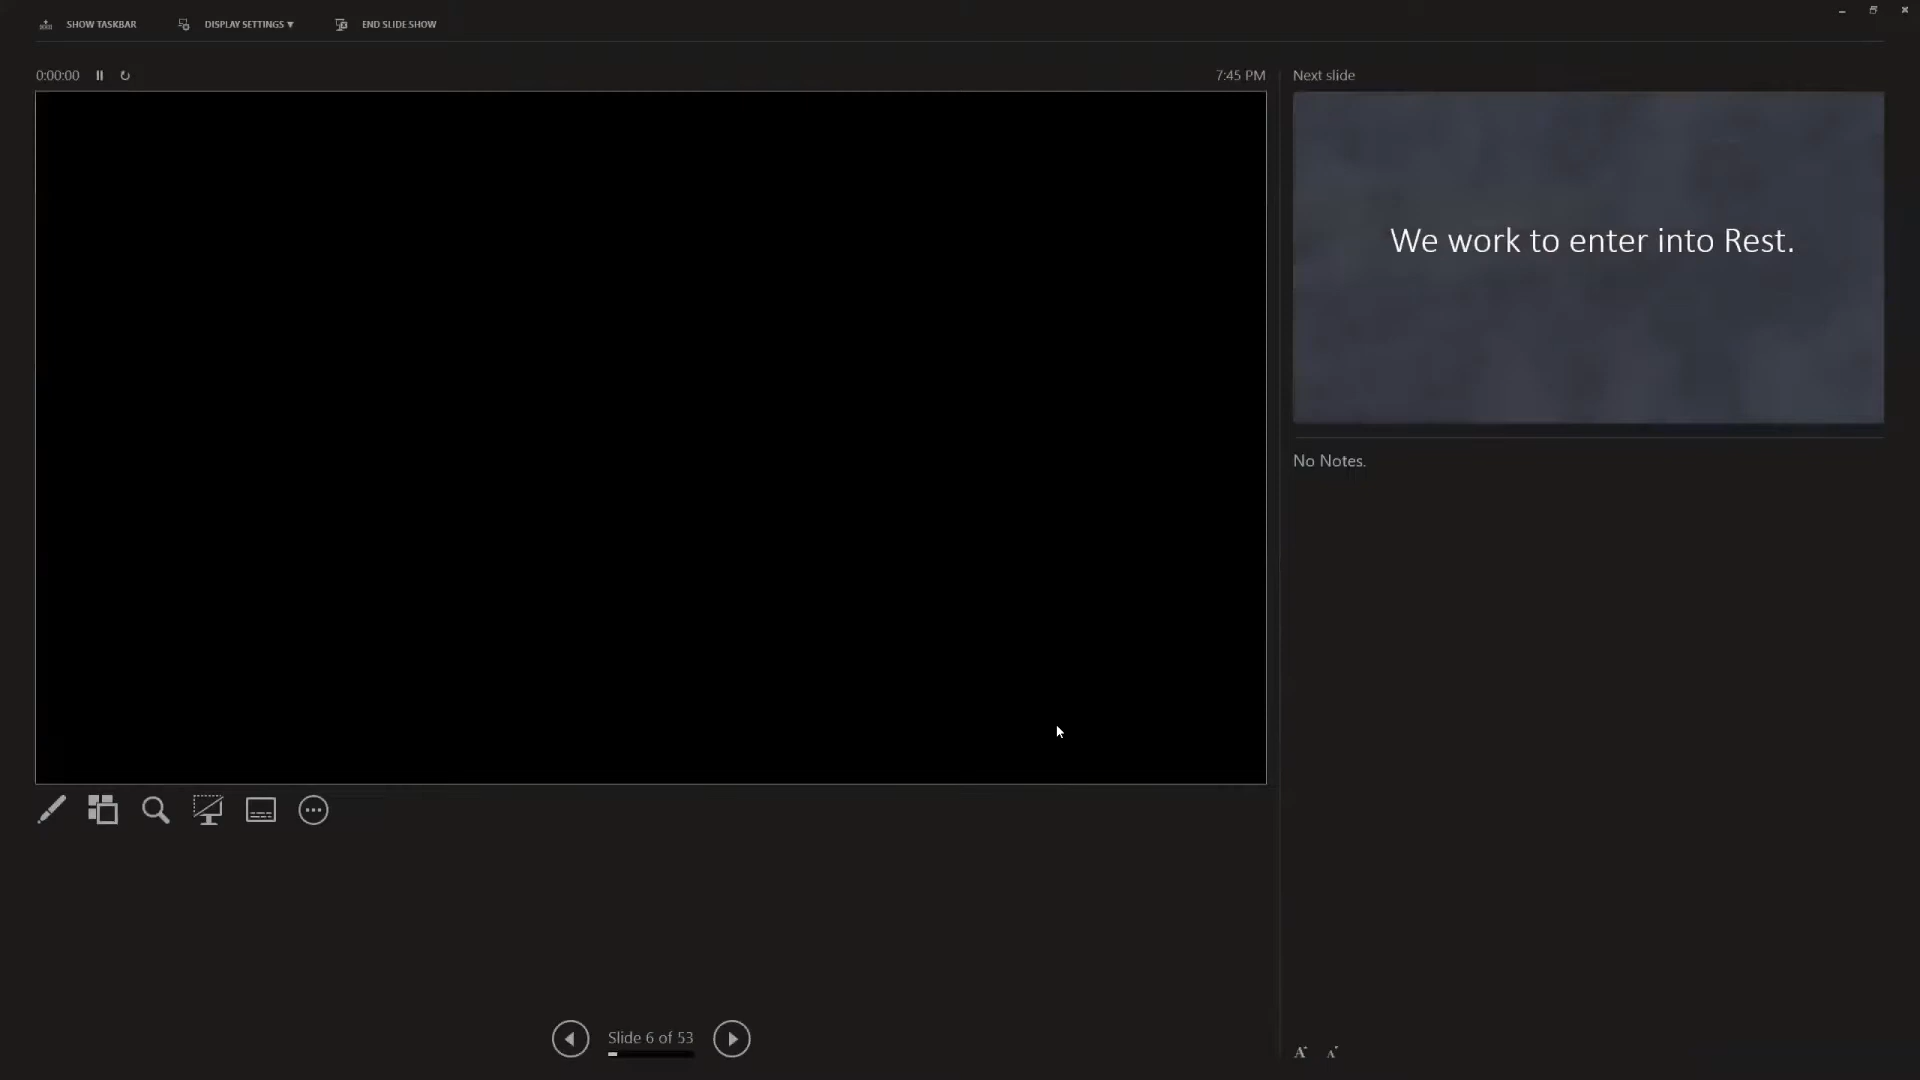 SHOW TASKBAR
DISPLAY SETTINGS ▼
END SLIDE SHOW
0:00:00
7:45 PM
Next slide
We work to enter into Rest.
No Notes.
Slide 6 of 53
A A